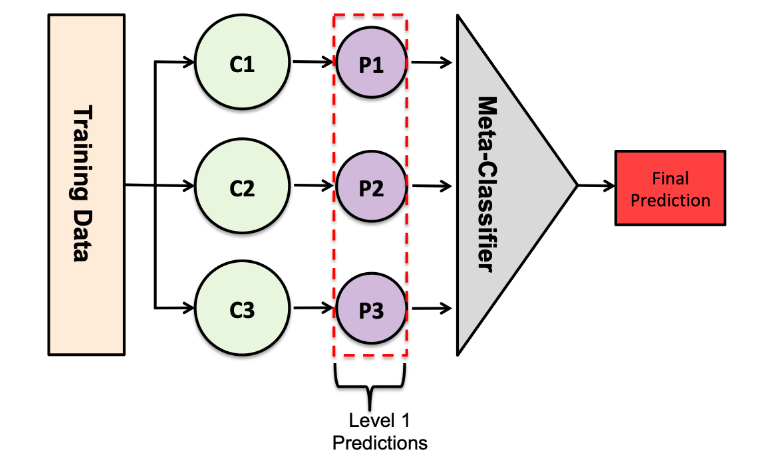 Training Data
C1
P1
C2
P2
C3
P3
Meta-Classifier
Final
Prediction
Level 1
Predictions